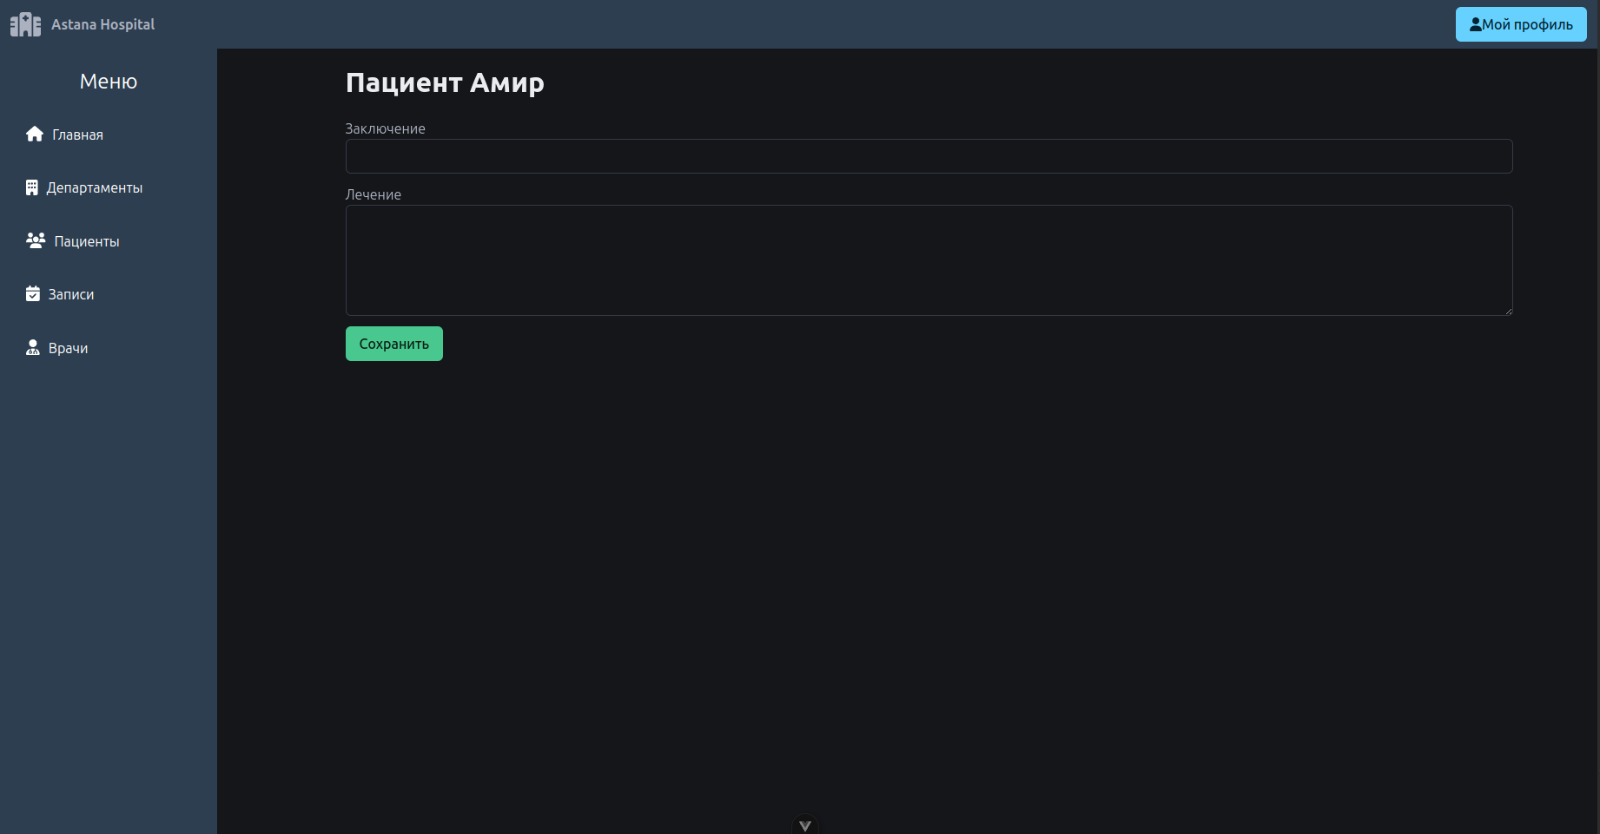 Astana Hospital
Мой профиль
Меню
Главная
Департаменты
Пациенты
Записи
Врачи
Пациент Амир
Заключение
Лечение
Сохранить